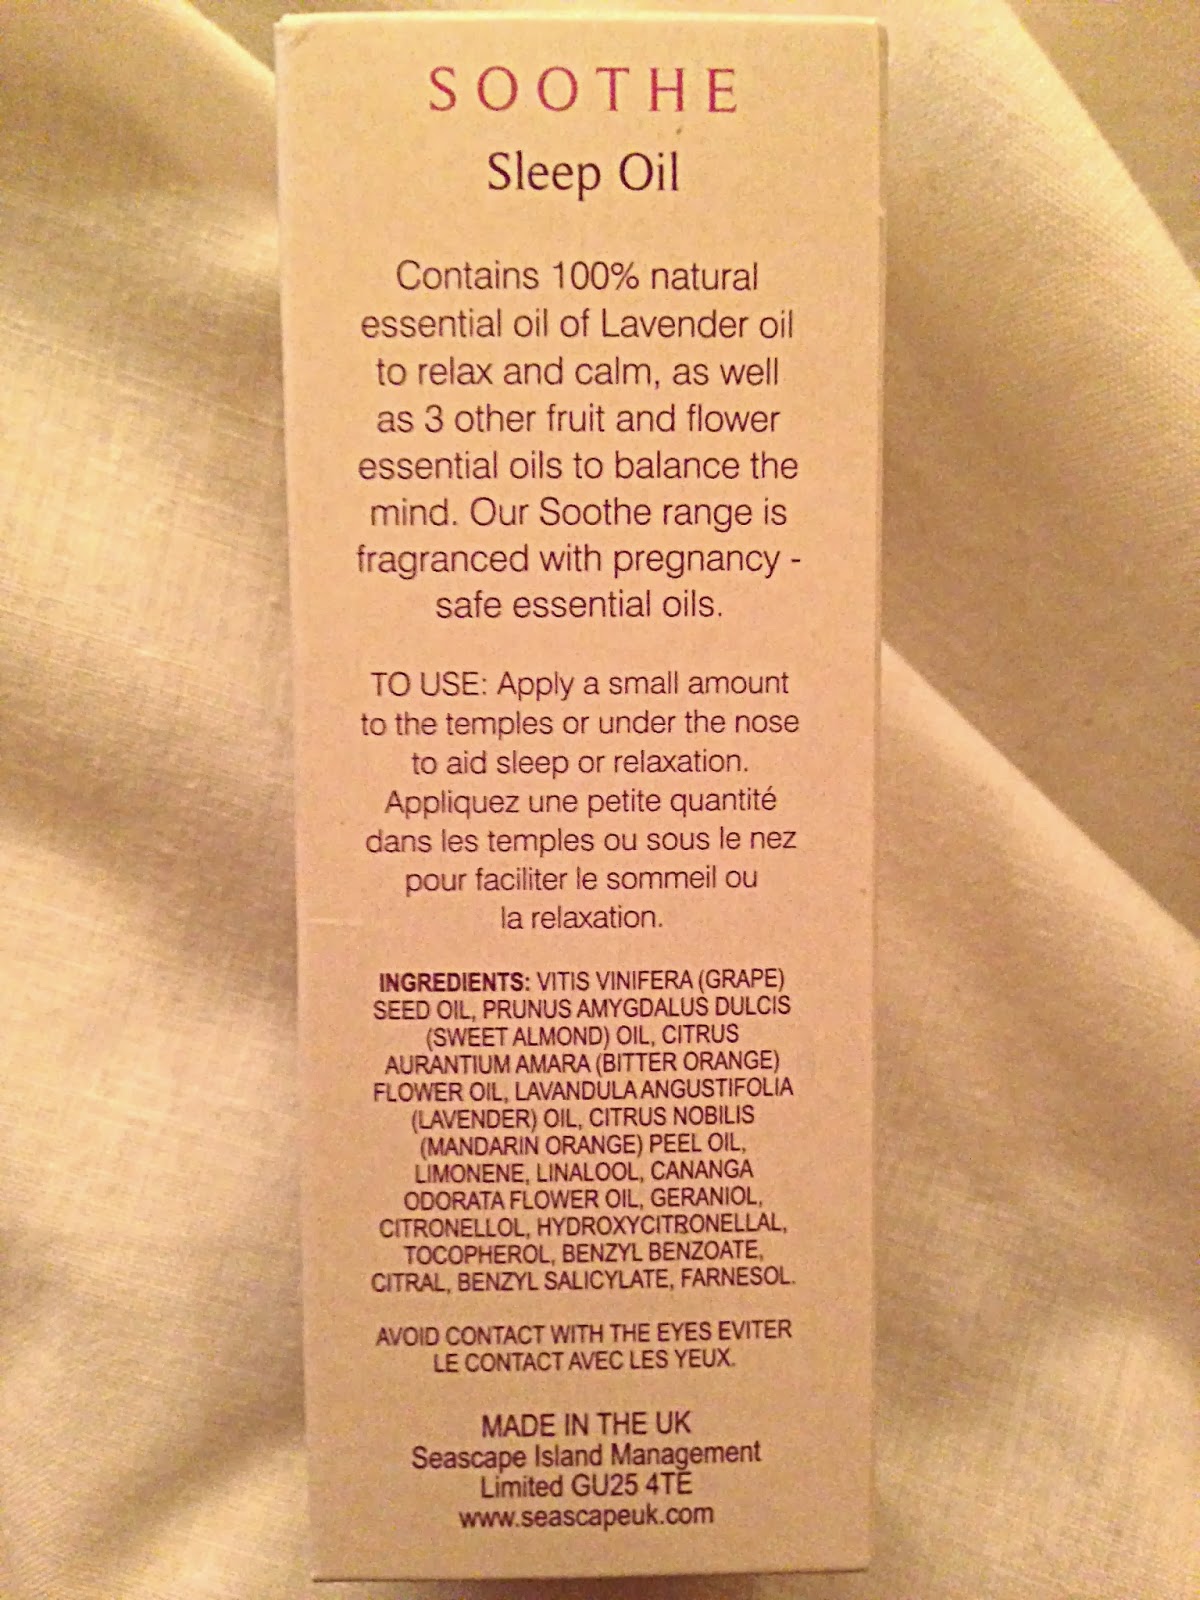 SOOTHE
Sleep Oil
Contains 100% natural
essential oil of Lavender oil
to relax and calm, as well
as 3 other fruit and flower
essential oils to balance the
mind. Our Soothe range is
fragranced with pregnancy -
safe essential oils.
TO USE: Apply a small amount
to the temples or under the nose
to aid sleep or relaxation.
Appliquez une petite quantité
dans les temples ou sous le nez
pour faciliter le sommeil ou
la relaxation.
INGREDIENTS: VITIS VINIFERA (GRAPE)
SEED OIL, PRUNUS AMYGDALUS DULCIS
(SWEET ALMOND) OIL, CITRUS
AURANTIUM AMARA (BITTER ORANGE)
FLOWER OIL, LAVANDULA ANGUSTIFOLIA
(LAVENDER) OIL, CITRUS NOBILIS
(MANDARIN ORANGE) PEEL OIL,
LIMONENE, LINALOOL, CANANGA
ODORATA FLOWER OIL, GERANIOL,
CITRONELLOL, HYDROXYCITRONELLAL,
TOCOPHEROL, BENZYL BENZOATE,
CITRAL, BENZYL SALICYLATE, FARNESOL.
AVOID CONTACT WITH THE EYES EVITER
LE CONTACT AVEC LES YEUX.
MADE IN THE UK
Seascape Island Management
Limited GU25 4TE
www.seascapeuk.com